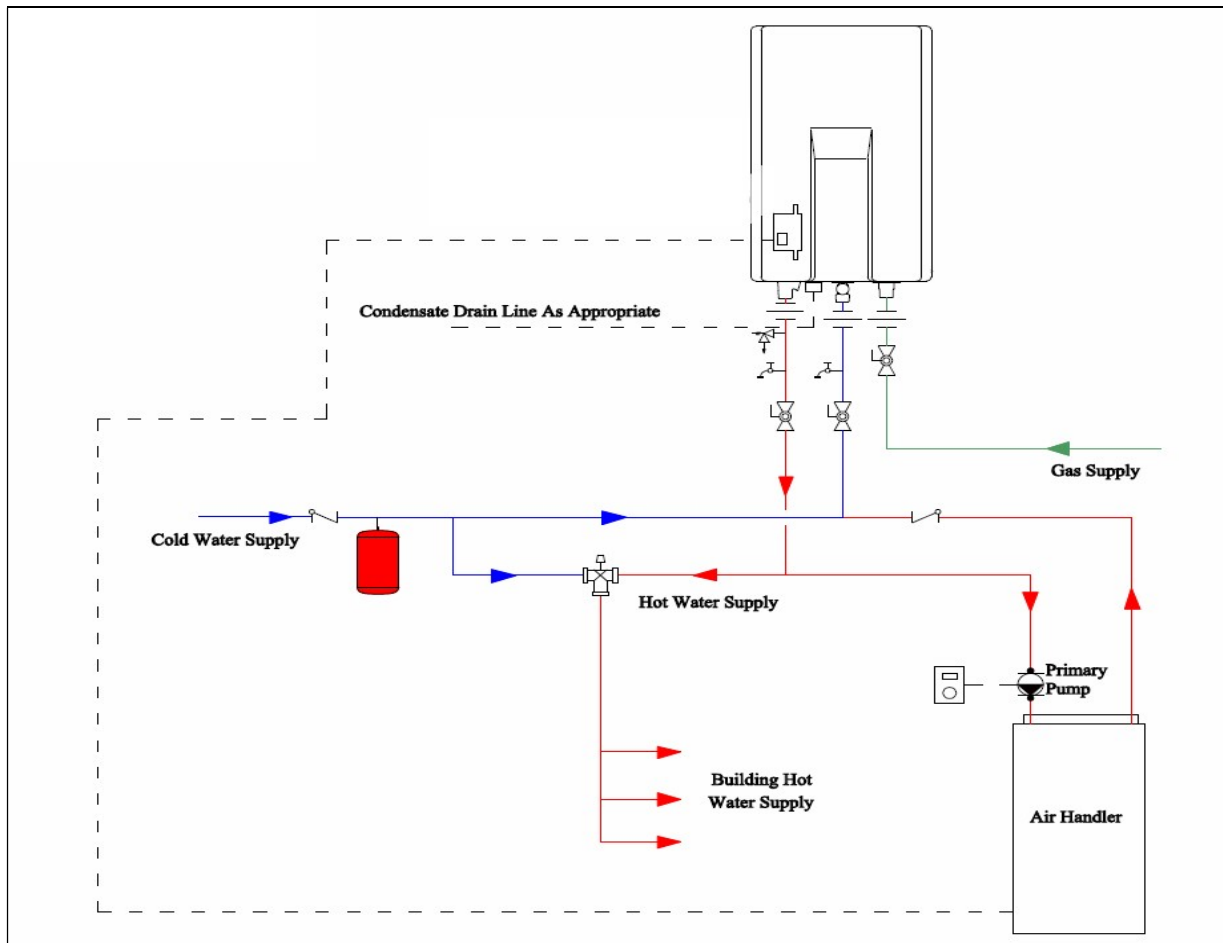 Condensate Drain Line As Appropriate
Gas Supply
Cold Water Supply
Hot Water Supply
Primary
Pump
Building Hot
Water Supply
Air Handler